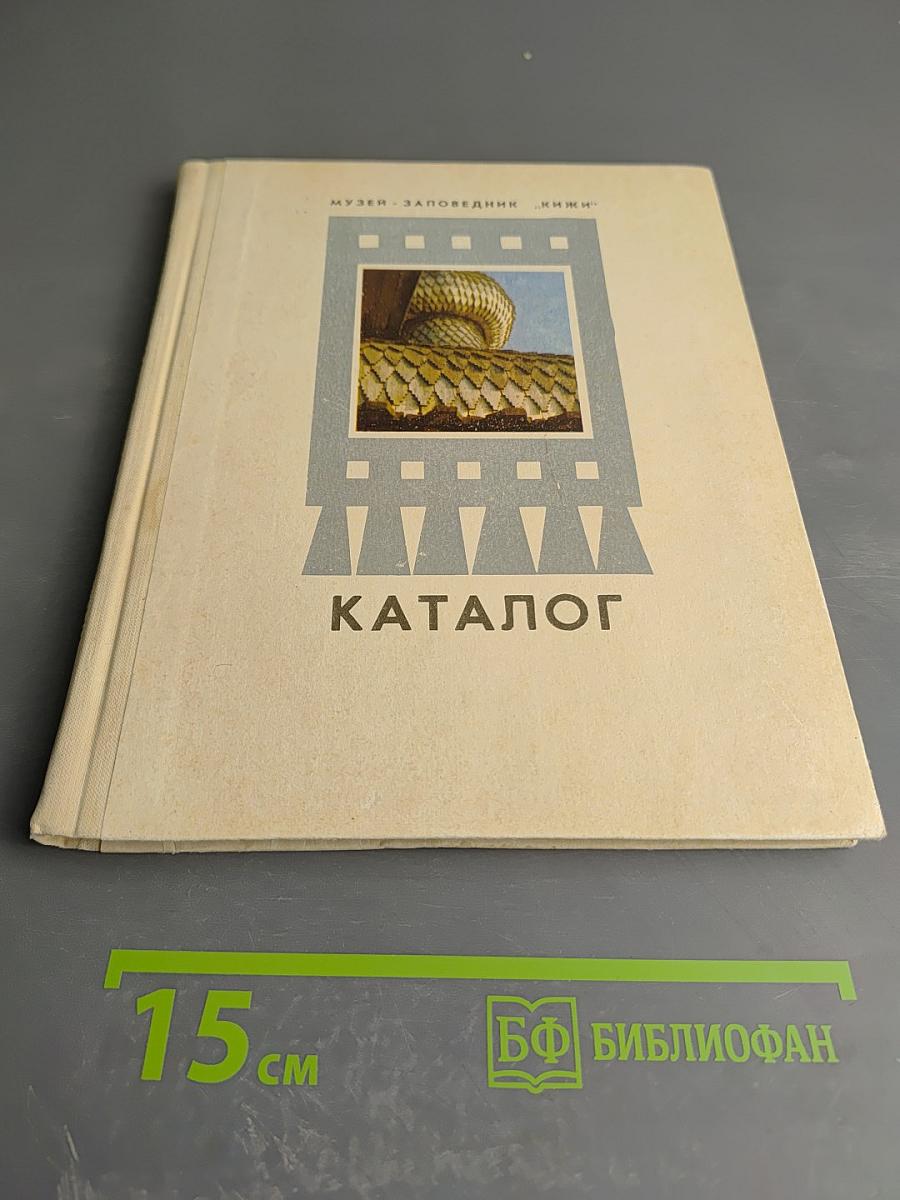 МУЗЕЙ - ЗАПОВЕДНИК „КИЖИ“
КАТАЛОГ
15 см
БФ БИБЛИОФАН